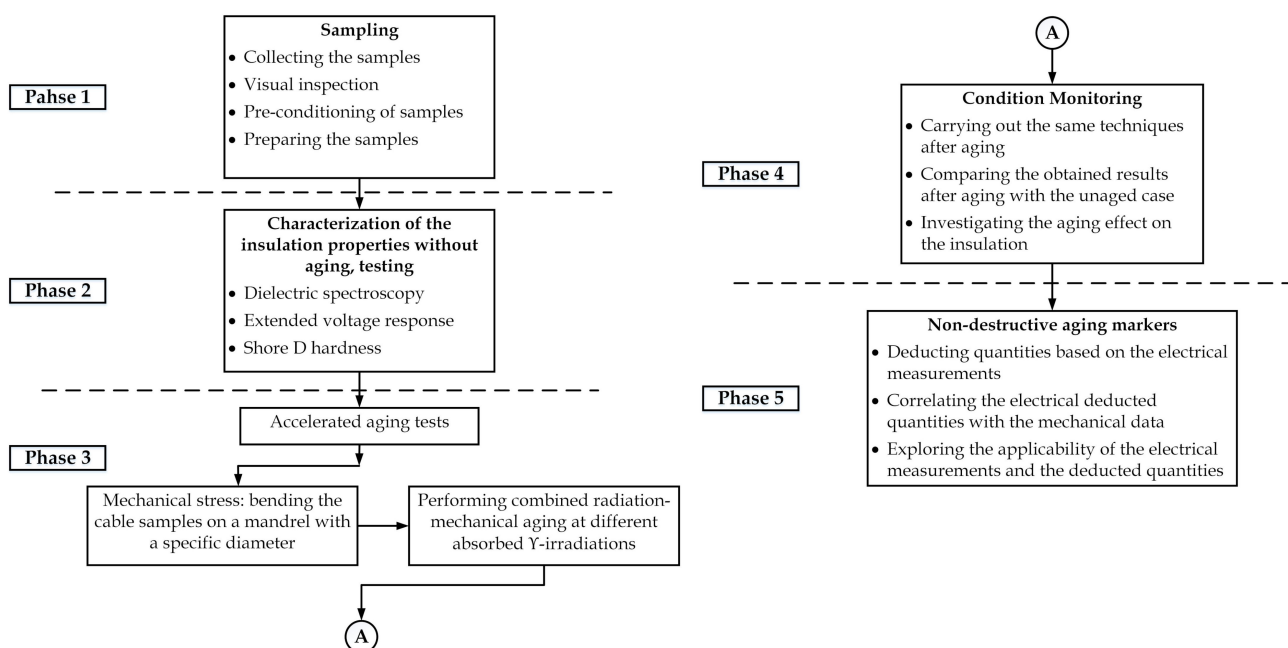 Pahse 1
Sampling
• Collecting the samples
• Visual inspection
• Pre-conditioning of samples
• Preparing the samples
Phase 2
Characterization of the
insulation properties without
aging, testing
• Dielectric spectroscopy
• Extended voltage response
• Shore D hardness
Phase 3
Accelerated aging tests
Mechanical stress: bending the
cable samples on a mandrel with
a specific diameter
Performing combined radiation-
mechanical aging at different
absorbed ϒ-irradiations
A
A
Phase 4
Condition Monitoring
• Carrying out the same techniques
after aging
• Comparing the obtained results
after aging with the unaged case
• Investigating the aging effect on
the insulation
Phase 5
Non-destructive aging markers
• Deducting quantities based on the electrical
measurements
• Correlating the electrical deducted
quantities with the mechanical data
• Exploring the applicability of the electrical
measurements and the deducted quantities